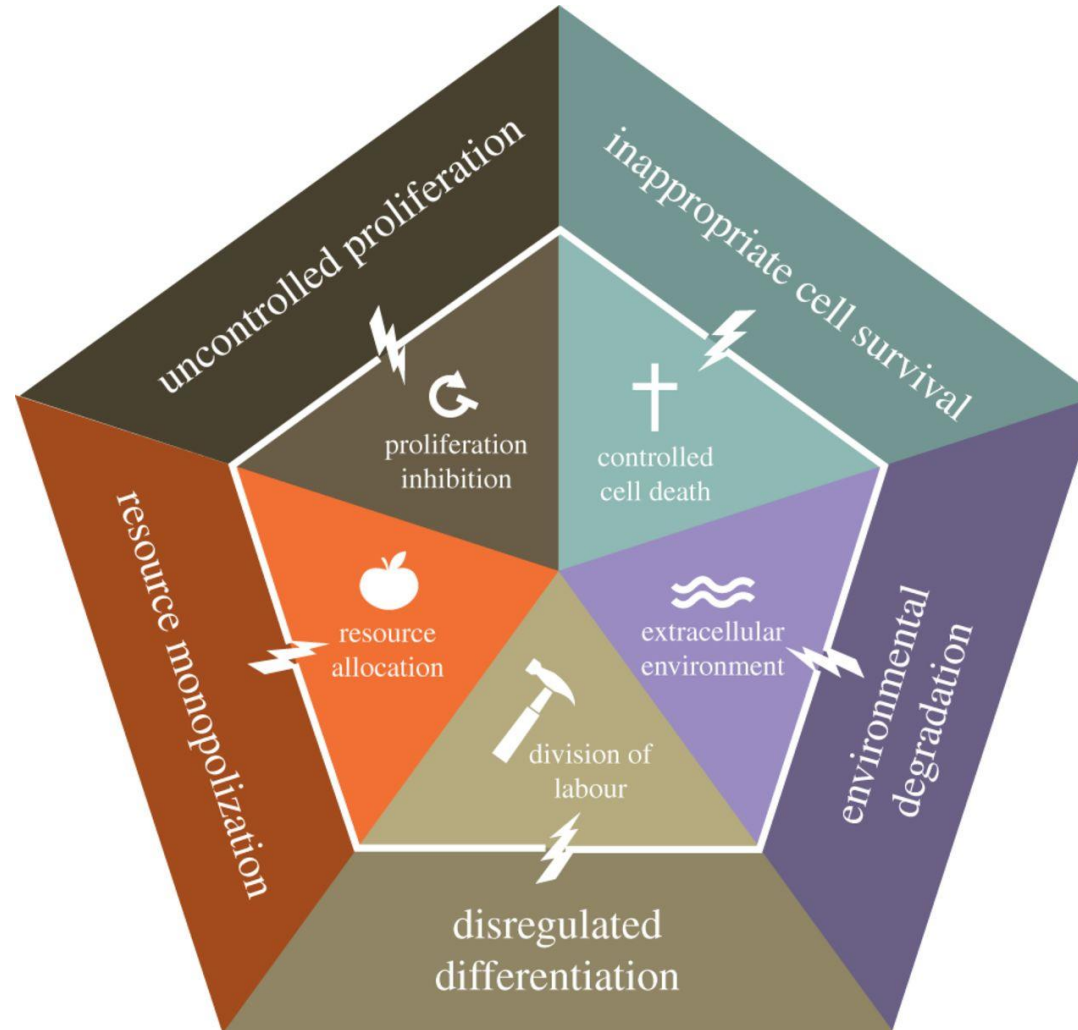 uncontrolled proliferation
inappropriate cell survival
proliferation
inhibition
controlled
cell death
resource monopolization
resource
allocation
extracellular
environment
environmental
degradation
division of
labour
disregulated
differentiation